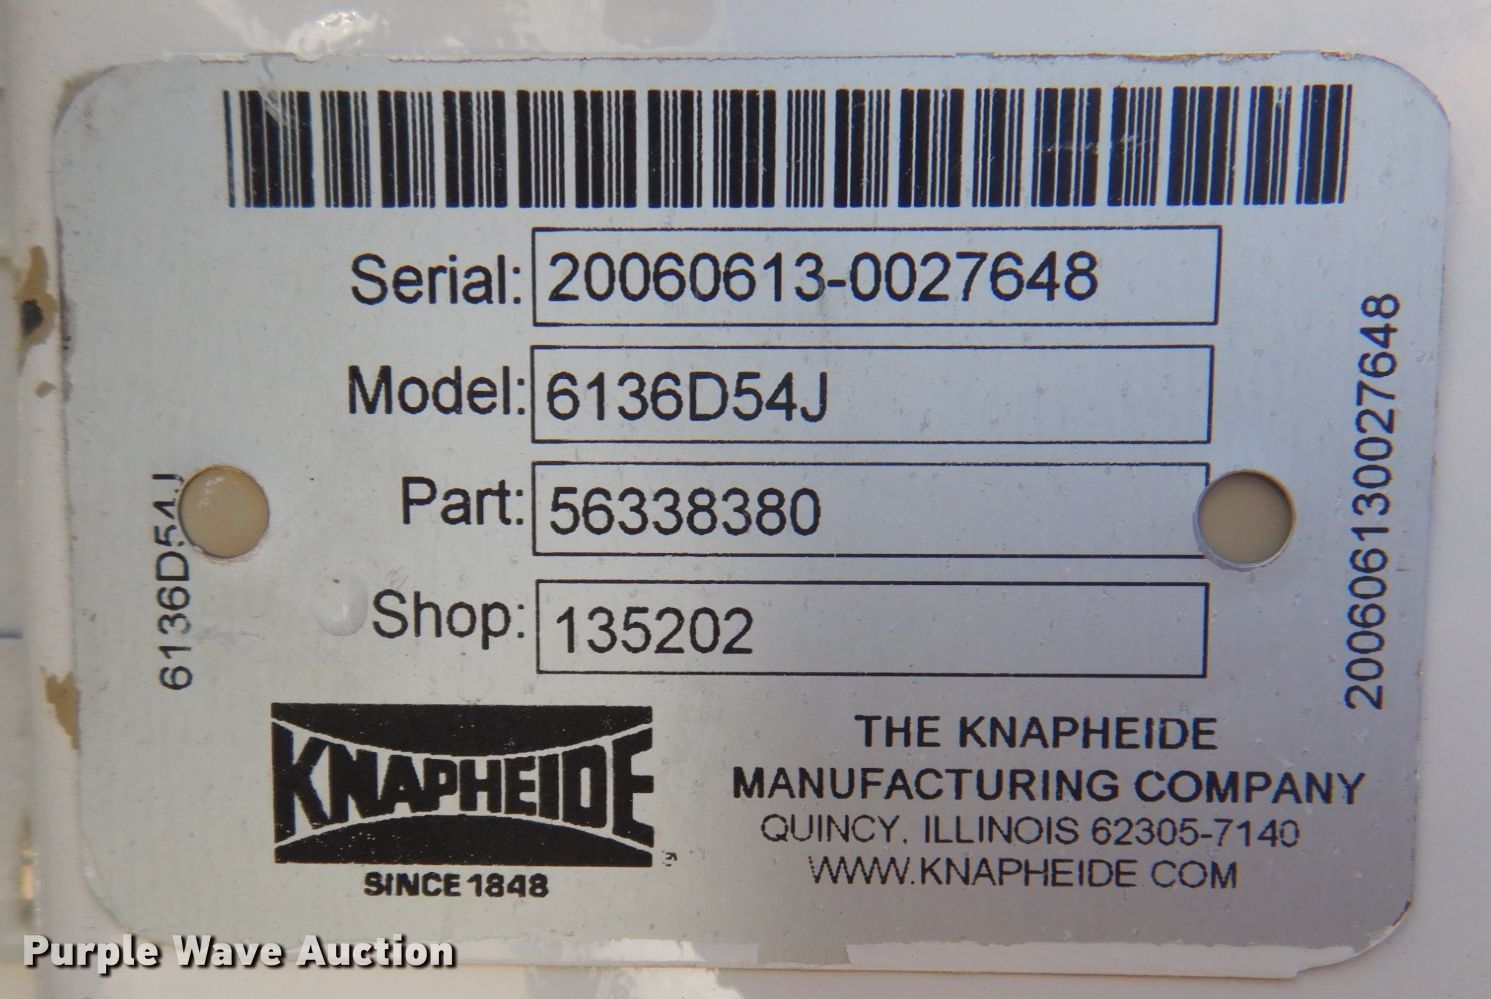 Serial: 20060613-0027648
Model: 6136D54J
Part: 56338380
Shop: 135202
6136D54J
200606130027648
KNAPHEIDE
SINCE 1848
THE KNAPHEIDE
MANUFACTURING COMPANY
QUINCY, ILLINOIS 62305-7140
WWW.KNAPHEIDE.COM
Purple Wave Auction